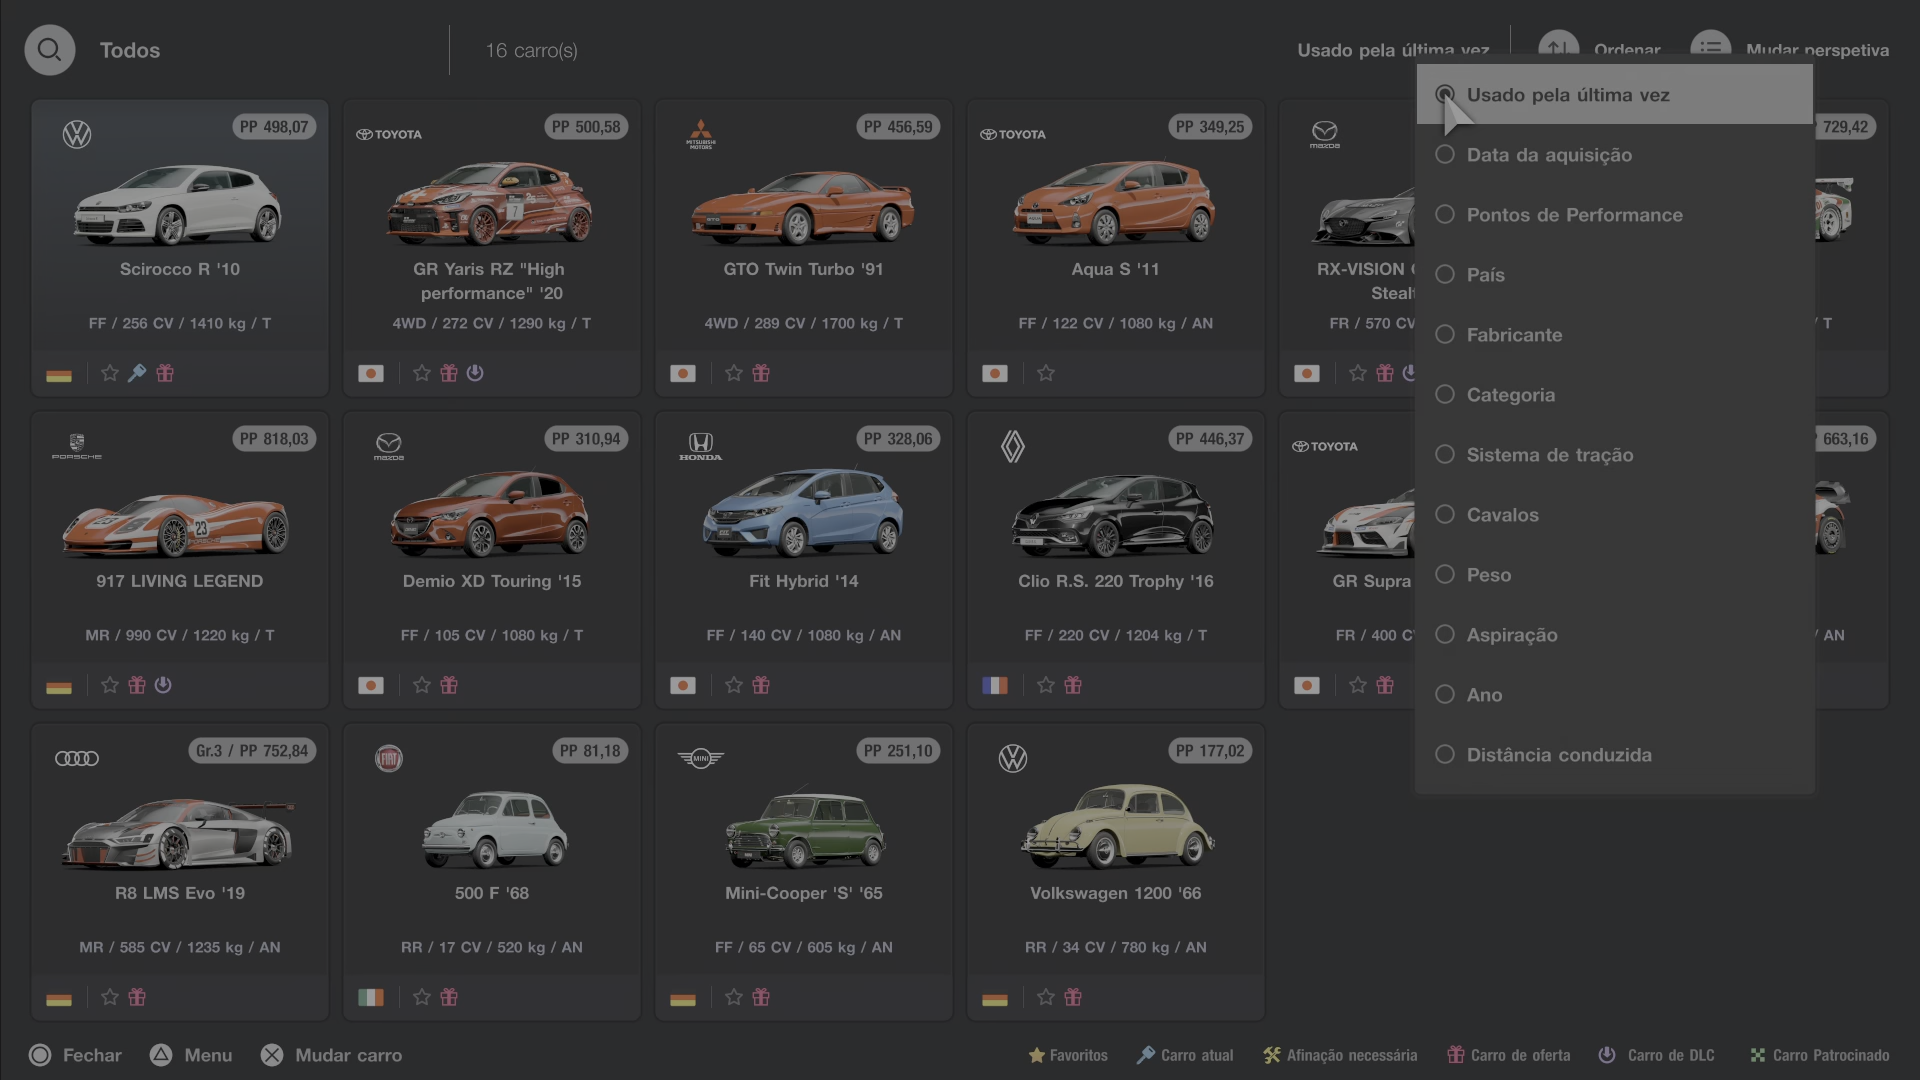 Todos
16 carro(s)
Usado pela última vez
Ordenar
Mudar perspetiva
Usado pela última vez
Data da aquisição
Pontos de Performance
País
Fabricante
Categoria
Sistema de tração
Cavalos
Peso
Aspiração
Ano
Distância conduzida
PP 498,07
Scirocco R '10
FF / 256 CV / 1410 kg / T
TOYOTA
PP 500,58
GR Yaris RZ "High
performance" '20
4WD / 272 CV / 1290 kg / T
MITSUBISHI
MOTORS
PP 456,59
GTO Twin Turbo '91
4WD / 289 CV / 1700 kg / T
TOYOTA
PP 349,25
Aqua S '11
FF / 122 CV / 1080 kg / AN
mazda
RX-VISION
FR / 570 CV
729,42
/ T
PORSCHE
PP 818,03
23
917 LIVING LEGEND
MR / 990 CV / 1220 kg / T
mazda
PP 310,94
Demio XD Touring '15
FF / 105 CV / 1080 kg / T
HONDA
PP 328,06
Fit Hybrid '14
FF / 140 CV / 1080 kg / AN
PP 446,37
Clio R.S. 220 Trophy '16
FF / 220 CV / 1204 kg / T
TOYOTA
GR Supra
FR / 400
663,16
/ AN
Gr.3 / PP 752,84
R8 LMS Evo '19
MR / 585 CV / 1235 kg / AN
FIAT
PP 81,18
500 F '68
RR / 17 CV / 520 kg / AN
MINI
PP 251,10
Mini-Cooper 'S' '65
FF / 65 CV / 605 kg / AN
PP 177,02
Volkswagen 1200 '66
RR / 34 CV / 780 kg / AN
Fechar
Menu
Mudar carro
Favoritos
Carro atual
Afinação necessária
Carro de oferta
Carro de DLC
Carro Patrocinado